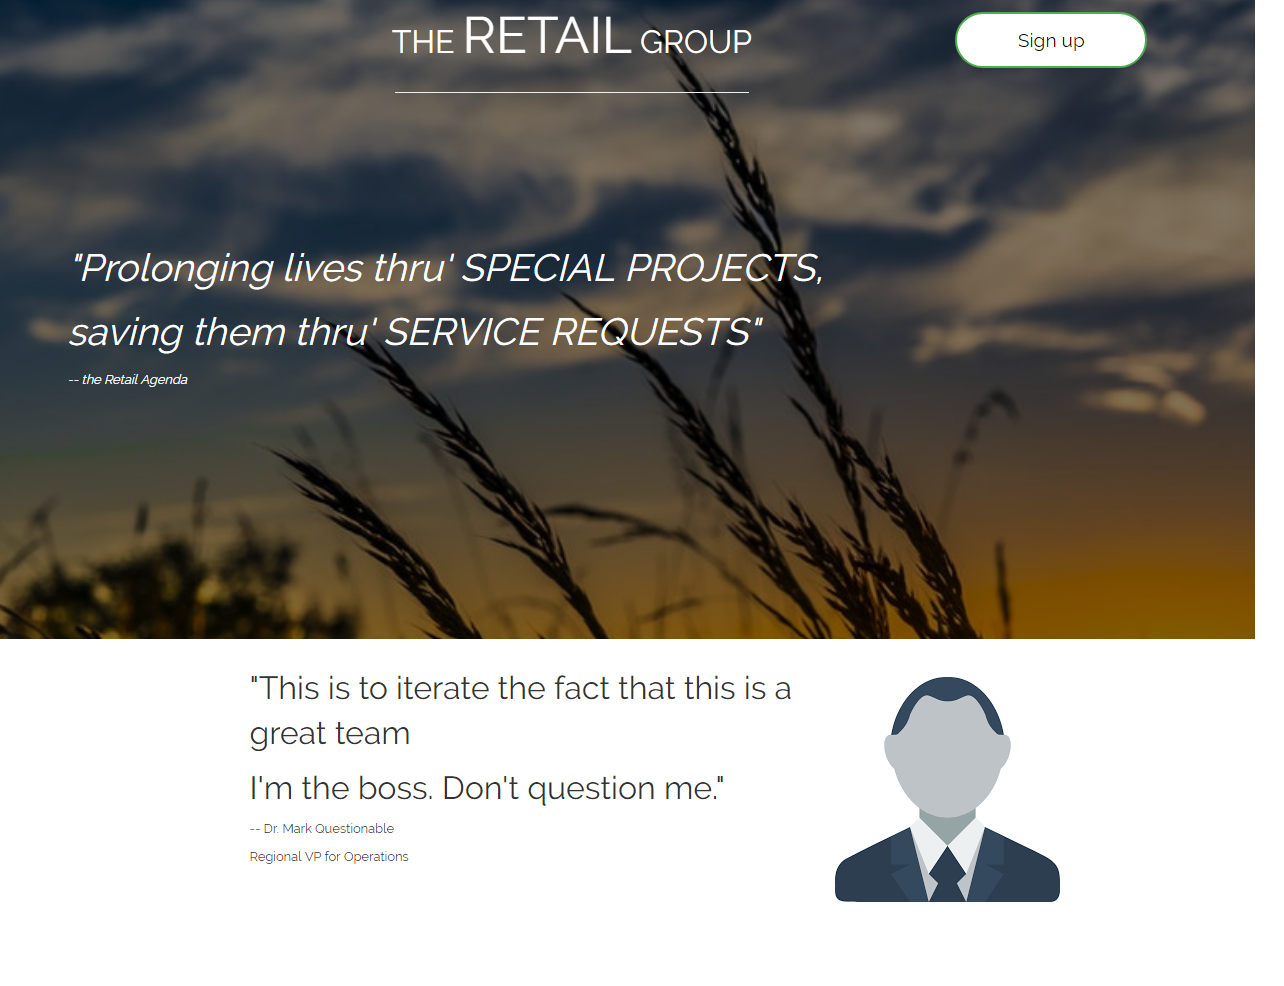 THE RETAIL GROUP
Sign up
"Prolonging lives thru' SPECIAL PROJECTS,
saving them thru' SERVICE REQUESTS"
-- the Retail Agenda
"This is to iterate the fact that this is a
great team
I'm the boss. Don't question me."
-- Dr. Mark Questionable
Regional VP for Operations